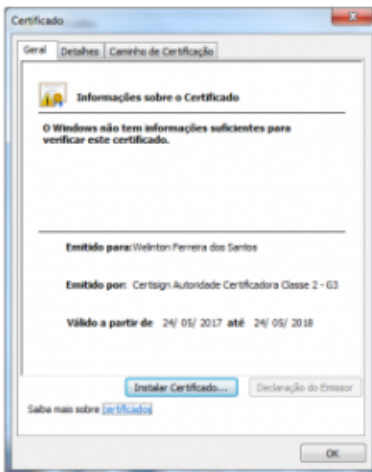 Certificado
Geral Detalhes Caminho de Certificação
Informações sobre o Certificado
O Windows não tem informações suficientes para
verificar este certificado.
Emitido para: Welinton Ferreira dos Santos
Emitido por: Certisign Autoridade Certificadora Classe 2 - G3
Válido a partir de 24/ 05/ 2017 até 24/ 05/ 2018
Instalar Certificado... Declaração do Emissor
Saiba mais sobre certificados
OK